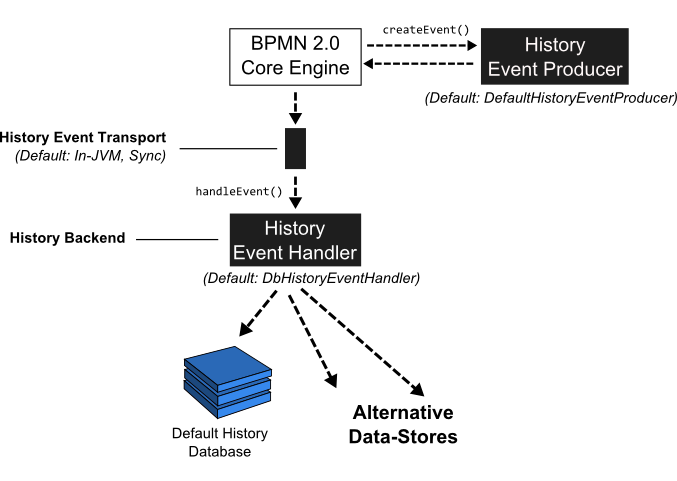 BPMN 2.0
Core Engine
createEvent()
History
Event Producer
(Default: DefaultHistoryEventProducer)
History Event Transport
(Default: In-JVM, Sync)
handleEvent()
History Backend
History
Event Handler
(Default: DbHistoryEventHandler)
Default History
Database
Alternative
Data-Stores